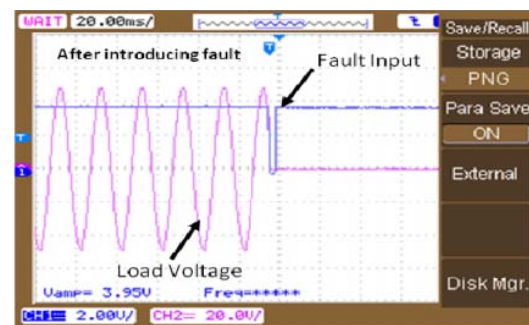 WAIT 20.00ms/
Save/Recall
Storage
PNG
Para Save
ON
External
Disk Mgr.
After introducing fault
Fault Input
Load Voltage
Vamp= 3.95V Freq=*****
CH1= 2.00V/ CH2= 20.0V/